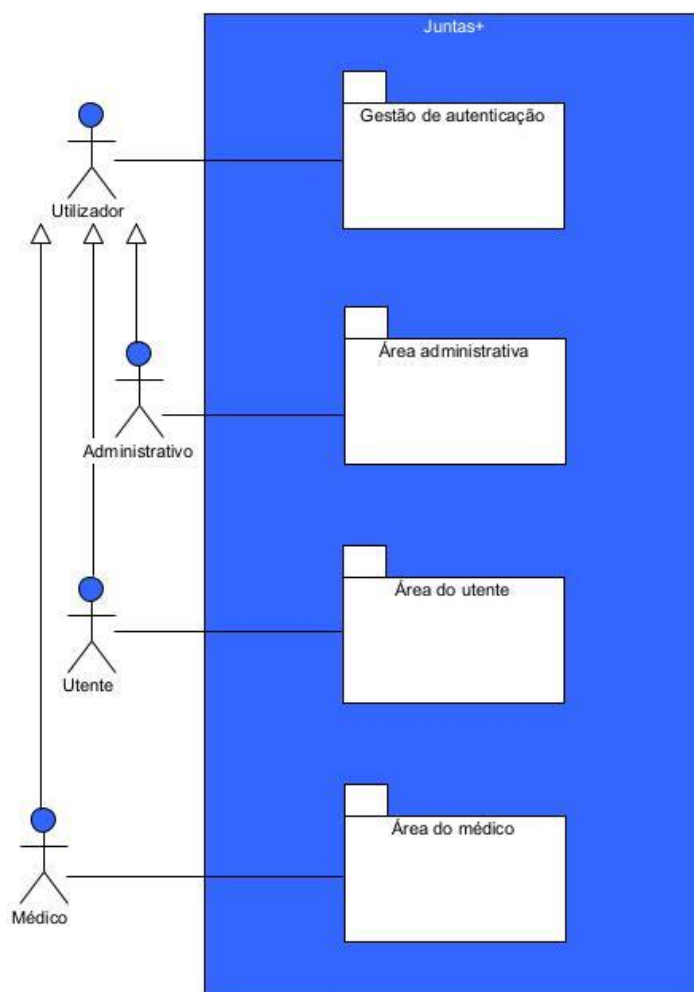 Juntas+
Gestão de autenticação
Utilizador
Área administrativa
Administrativo
Área do utente
Utente
Área do médico
Médico